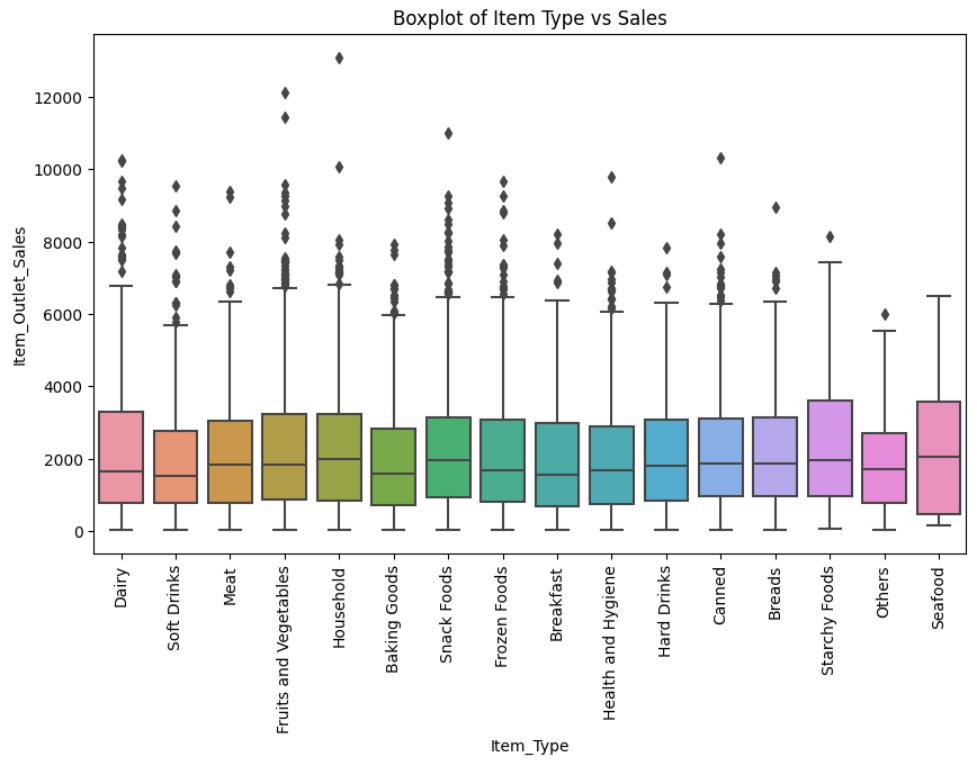 Boxplot of Item Type vs Sales
Item_Outlet_Sales
12000
10000
8000
6000
4000
2000
0
Dairy
Soft Drinks
Meat
Fruits and Vegetables
Household
Baking Goods
Snack Foods
Frozen Foods
Breakfast
Health and Hygiene
Hard Drinks
Canned
Breads
Starchy Foods
Others
Seafood
Item_Type